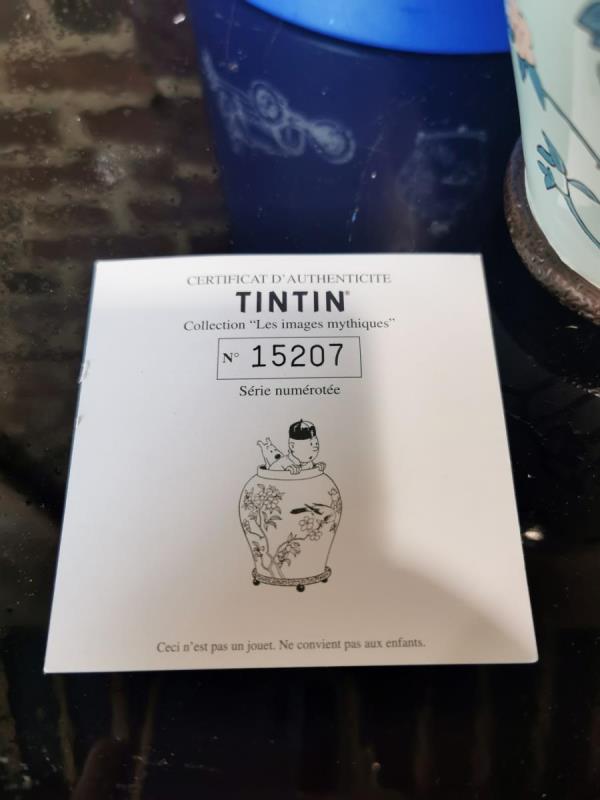 CERTIFICAT D'AUTHENTICITE
TINTIN®
Collection "Les images mythiques"
N° 15207
Série numérotée
Ceci n'est pas un jouet. Ne convient pas aux enfants.